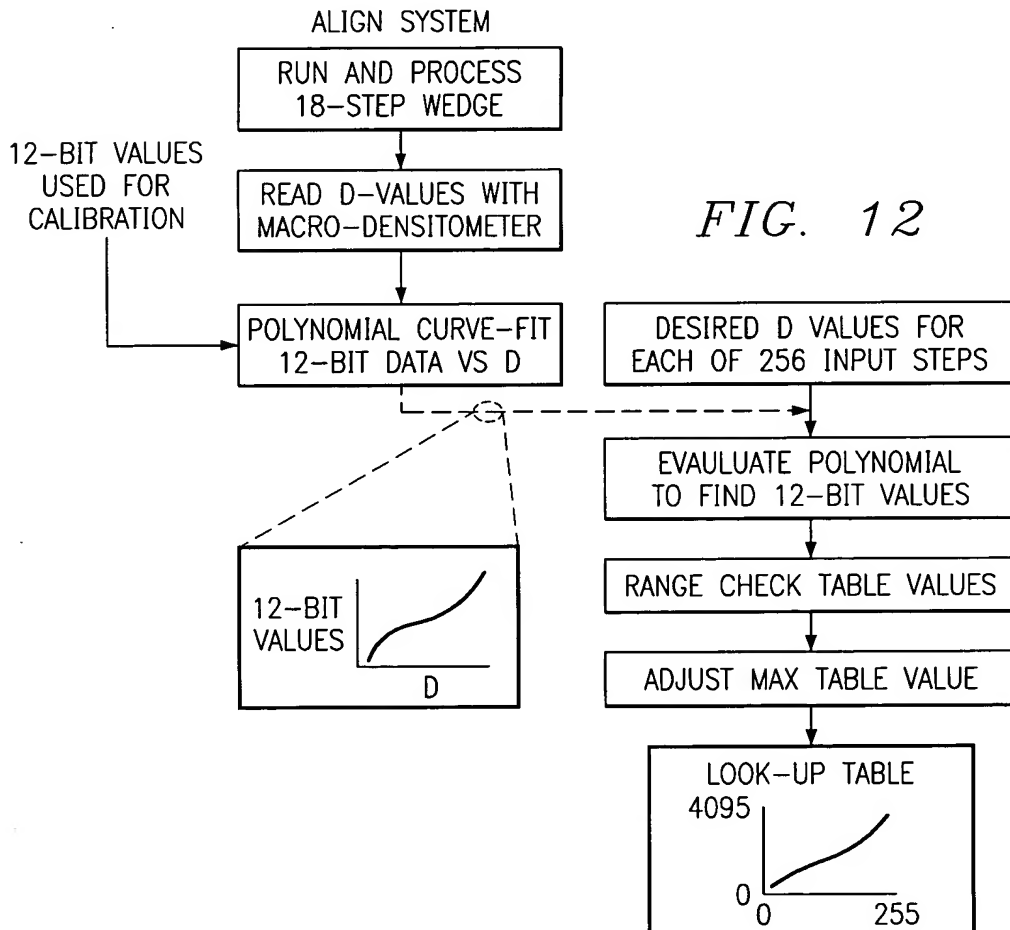 ALIGN SYSTEM
RUN AND PROCESS
18-STEP WEDGE
12-BIT VALUES
USED FOR
CALIBRATION
READ D-VALUES WITH
MACRO-DENSITOMETER
FIG. 12
POLYNOMIAL CURVE-FIT
12-BIT DATA VS D
DESIRED D VALUES FOR
EACH OF 256 INPUT STEPS
EVAULUATE POLYNOMIAL
TO FIND 12-BIT VALUES
12-BIT
VALUES
D
RANGE CHECK TABLE VALUES
ADJUST MAX TABLE VALUE
LOOK-UP TABLE
4095
0
0 255